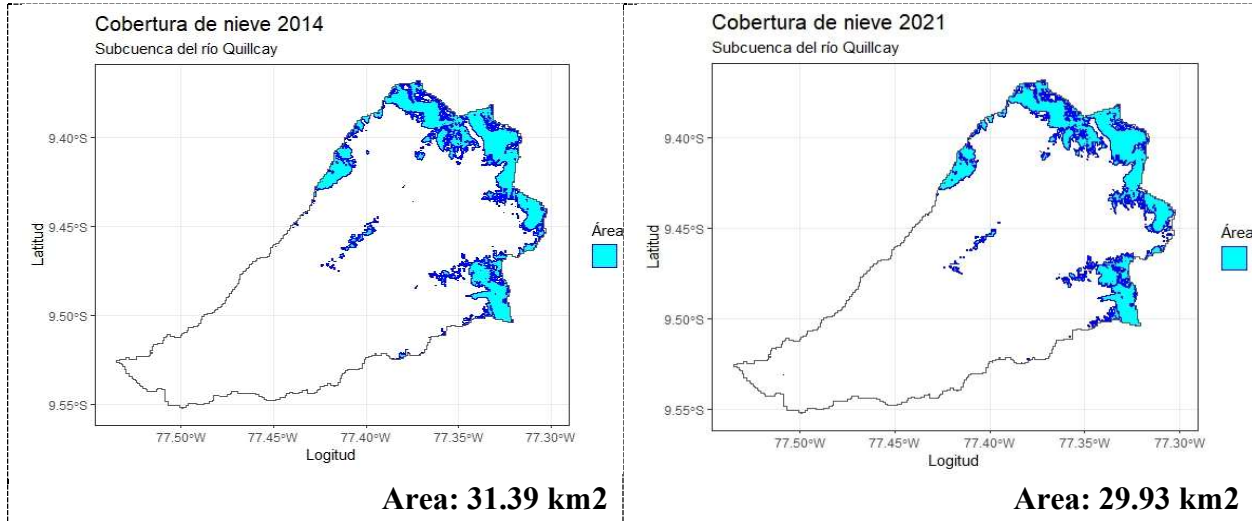 Cobertura de nieve 2014
Subcuenca del río Quillcay
9.40°S
9.45°S
9.50°S
9.55°S
Latitud
77.50°W 77.45°W 77.40°W 77.35°W 77.30°W
Logitud
Área
Area: 31.39 km2
Cobertura de nieve 2021
Subcuenca del río Quillcay
9.40°S
9.45°S
9.50°S
9.55°S
Latitud
77.50°W 77.45°W 77.40°W 77.35°W 77.30°W
Logitud
Área
Area: 29.93 km2